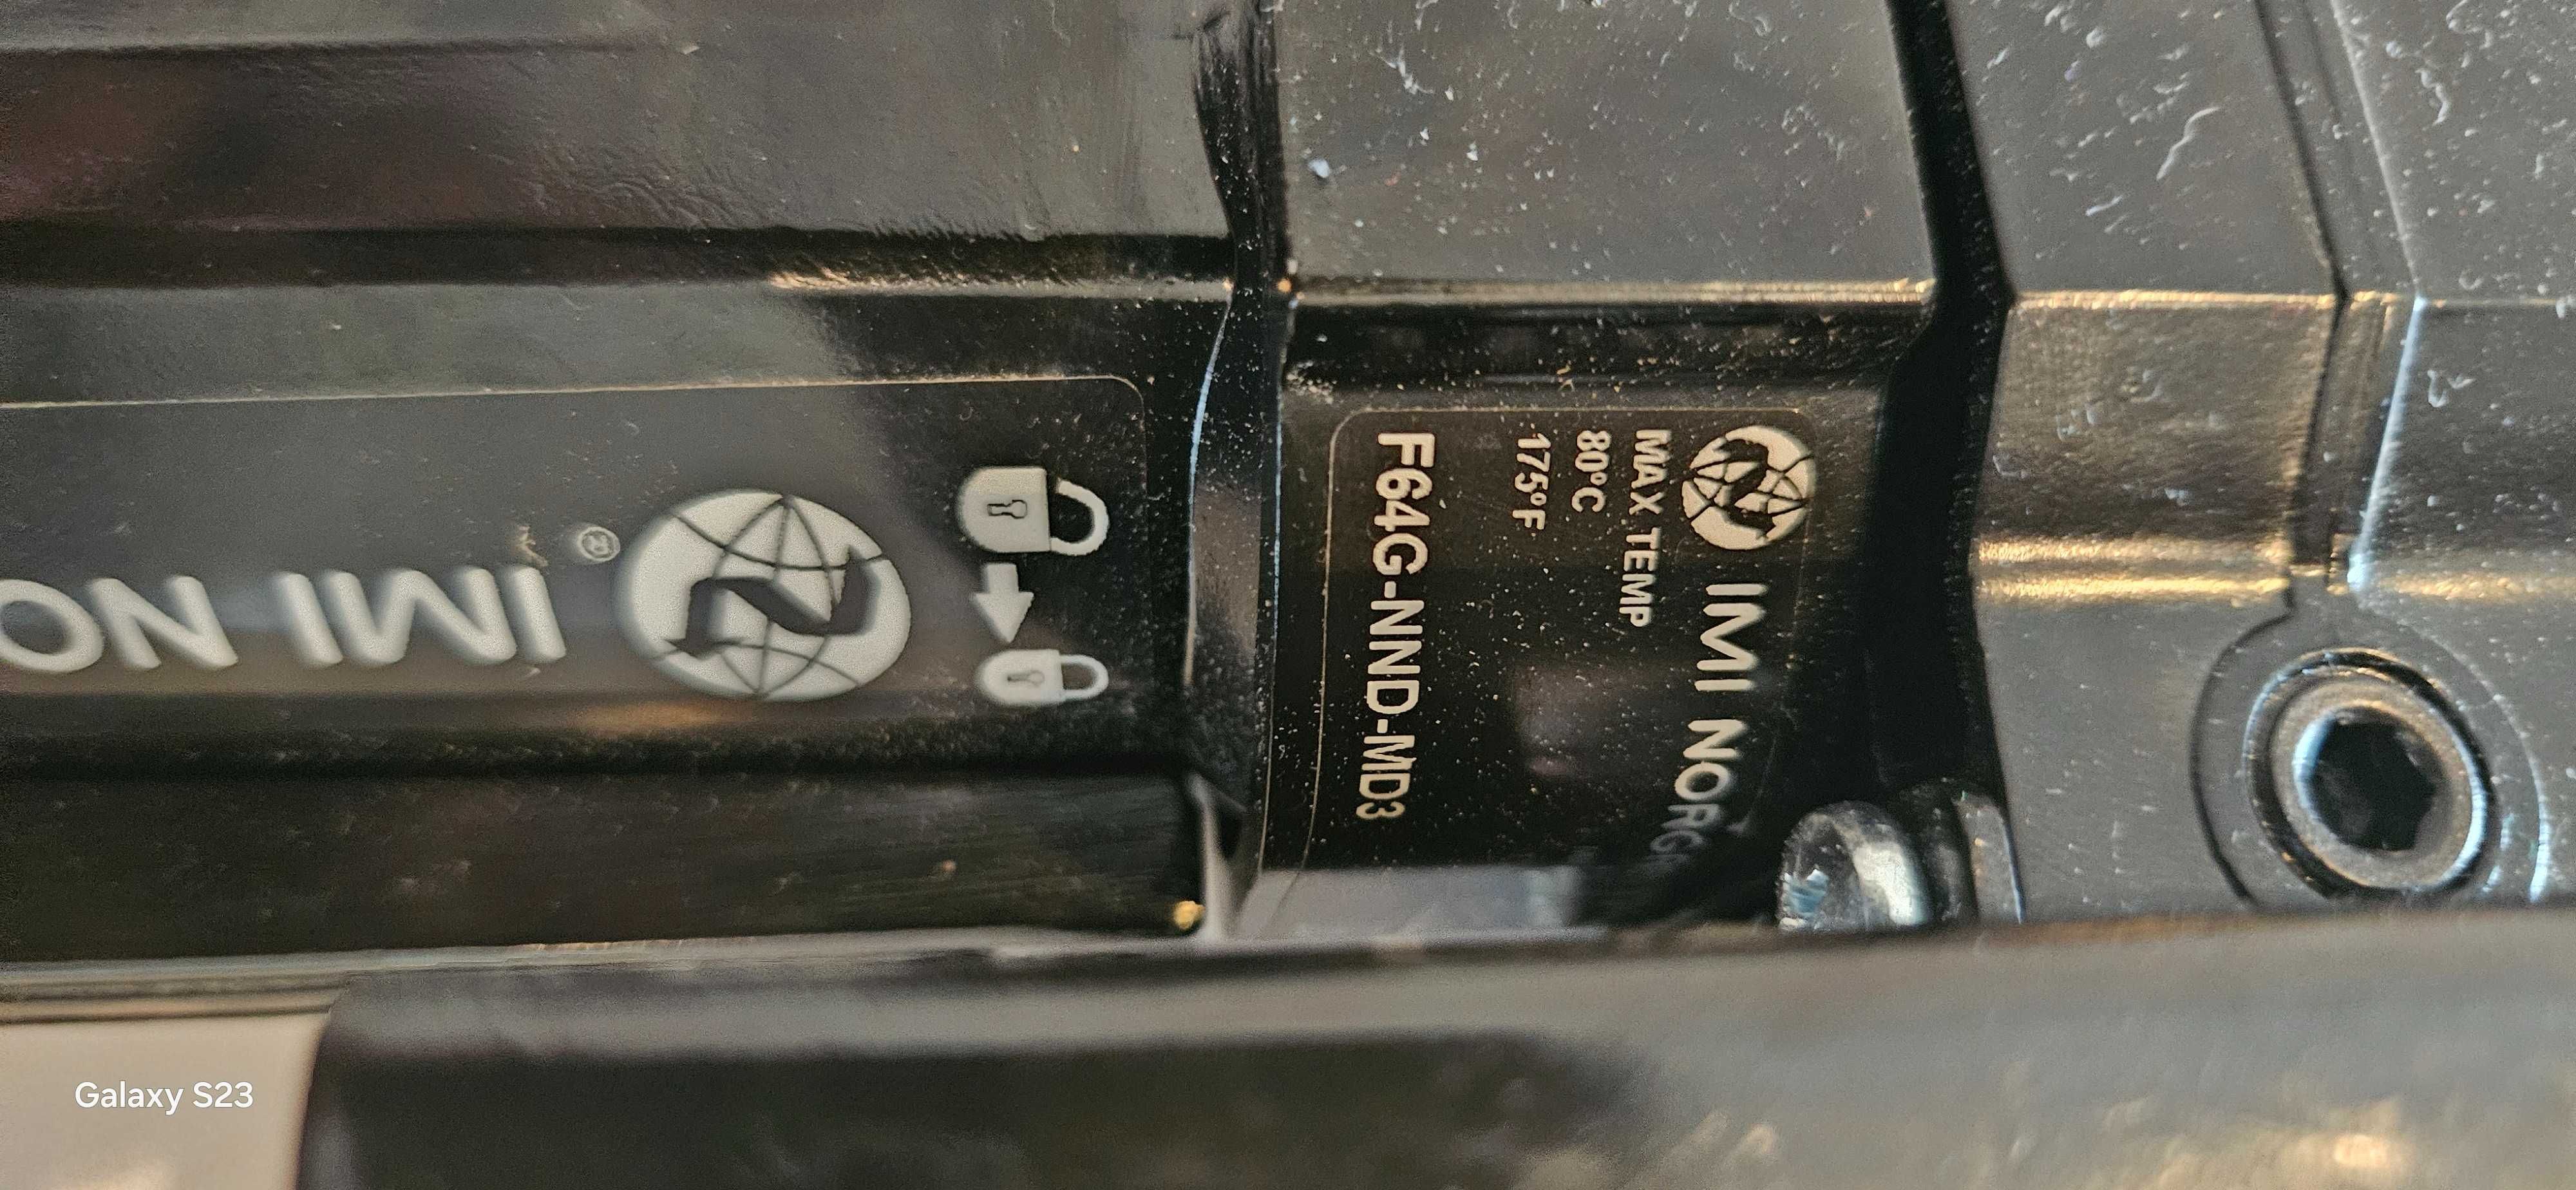 IMI NORG
MAX TEMP
80°C
175°F
F64G-NND-MD3
IMI NO
®
Galaxy S23